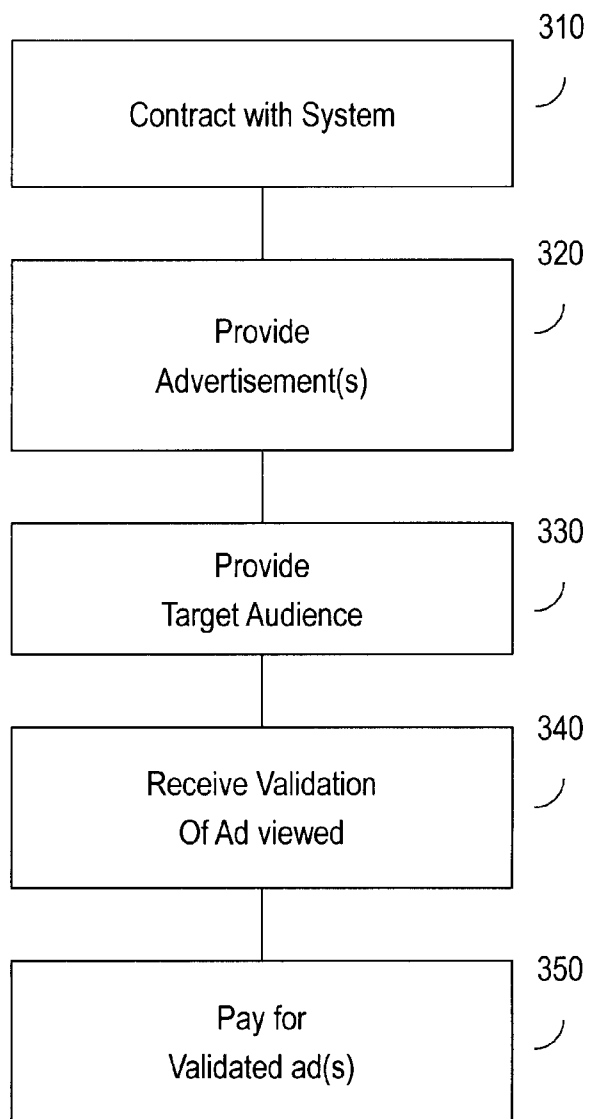 310
Contract with System
320
Provide
Advertisement(s)
330
Provide
Target Audience
340
Receive Validation
Of Ad viewed
350
Pay for
Validated ad(s)